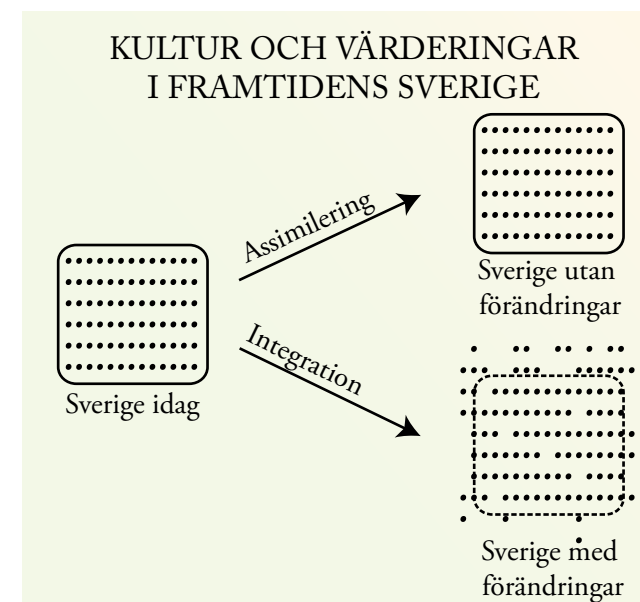 KULTUR OCH VÄRDERINGAR
I FRAMTIDENS SVERIGE
Assimilering
Sverige utan
förändringar
Sverige idag
Integration
Sverige med
förändringar